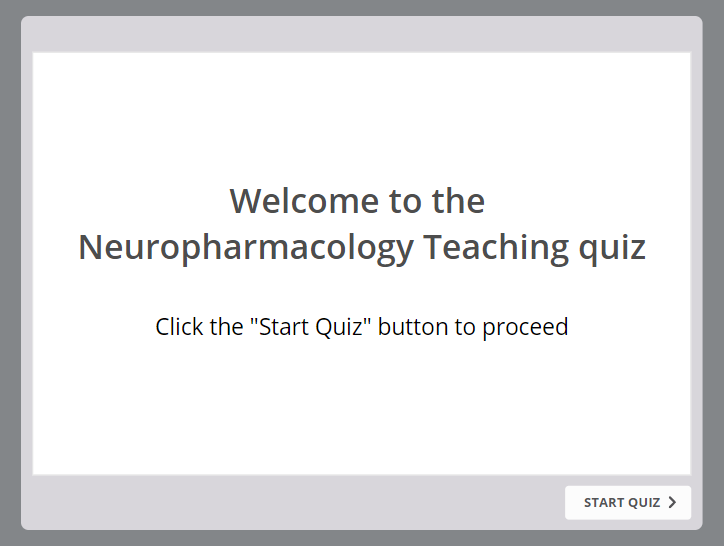 Welcome to the
Neuropharmacology Teaching quiz
Click the "Start Quiz" button to proceed
START QUIZ